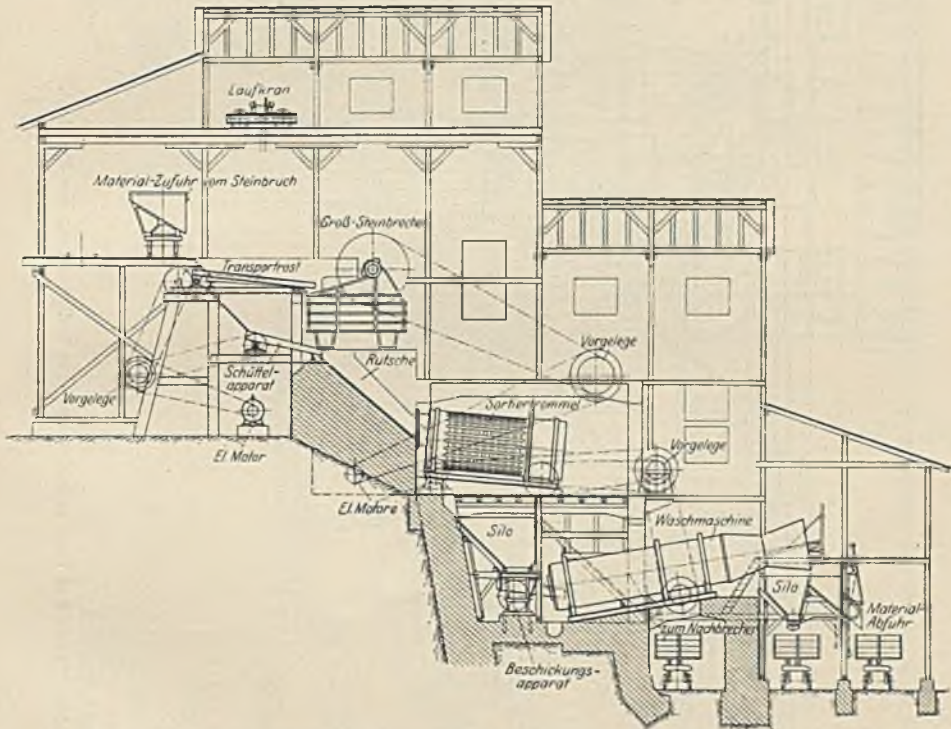 Laufkran
Material-Zufuhr vom Steinbruch
Groß-Steinbrecher
Transportrost
Vorgelege
Rutsche
Schüttel-
apparat
Vorgelege
Sortiertrommel
El. Motor
Vorgelege
El. Motore
Silo
Waschmaschine
Silo
Material-
Abfuhr
zum Nachbrecher
Beschickungs-
apparat